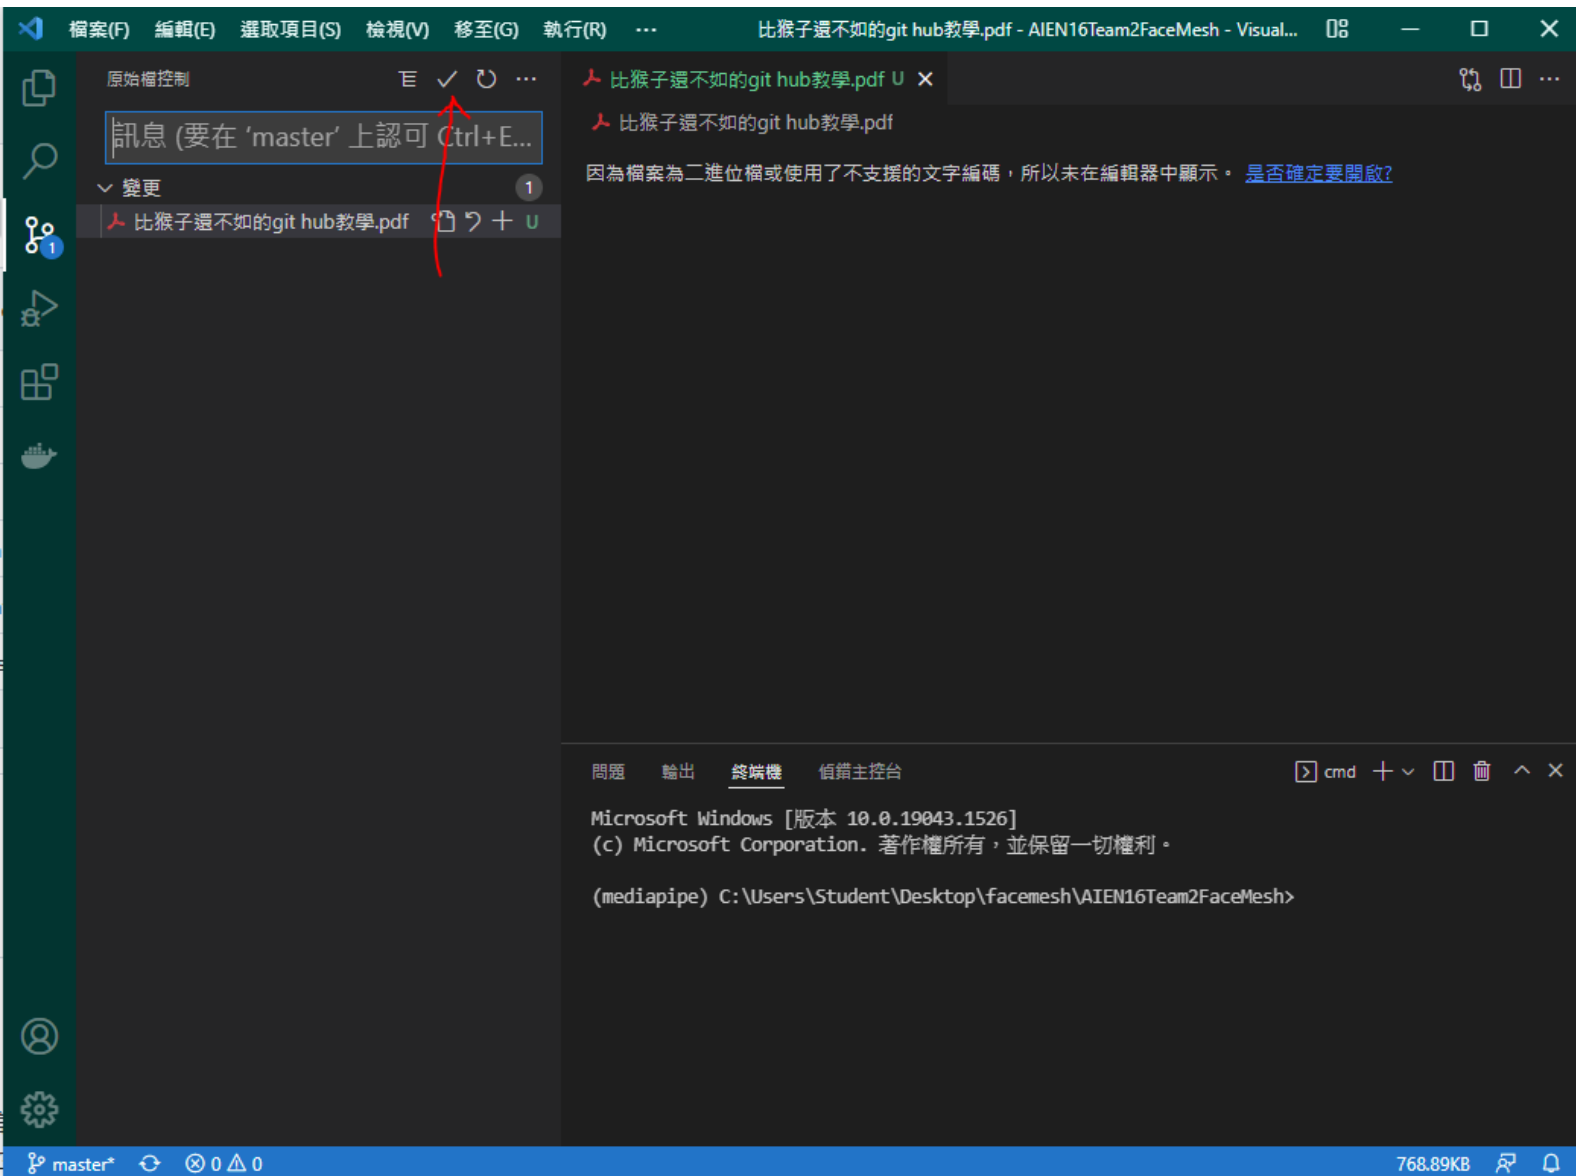 檔案(F) 編輯(E) 選取項目(S) 檢視(V) 移至(G) 執行(R) ··· 比猴子還不如的git hub教學.pdf - AIEN16Team2FaceMesh - Visual...
原始檔控制
訊息 (要在 ‘master’ 上認可 Ctrl+E...
變更 1
比猴子還不如的git hub教學.pdf U
1
比猴子還不如的git hub教學.pdf U
比猴子還不如的git hub教學.pdf
因為檔案為二進位檔或使用了不支援的文字編碼，所以未在編輯器中顯示。 是否確定要開啟?
問題 輸出 終端機 偵錯主控台 cmd
Microsoft Windows [版本 10.0.19043.1526]
(c) Microsoft Corporation. 著作權所有，並保留一切權利。
(mediapipe) C:\Users\Student\Desktop\facemesh\AIEN16Team2FaceMesh>
master* 0 0 768.89KB